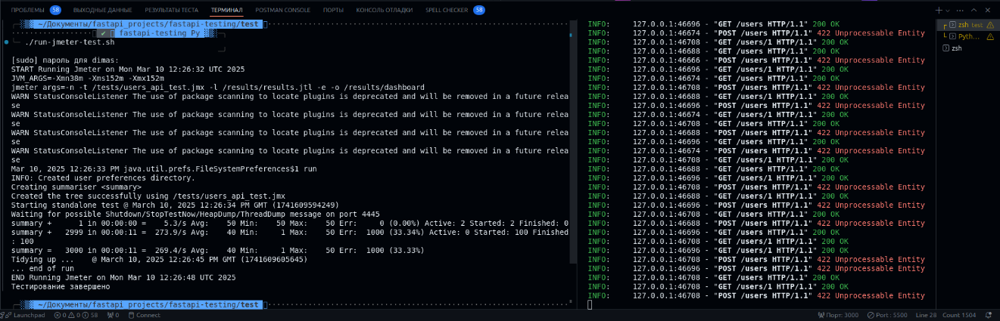 ПРОБЛЕМЫ 58 ВЫХОДНЫЕ ДАННЫЕ РЕЗУЛЬТАТЫ ТЕСТА ТЕРМИНАЛ POSTMAN CONSOLE ПОРТЫ КОНСОЛЬ ОТЛАДКИ SPELL CHECKER 58
~/Документы/fastapi_projects/fastapi-testing/test
✔ fastapi-testing Py
./run-jmeter-test.sh
[sudo] пароль для dimas:
START Running Jmeter on Mon Mar 10 12:26:32 UTC 2025
JVM_ARGS=-Xmn38m -Xms152m -Xmx152m
jmeter args=-n -t /tests/users_api_test.jmx -l /results/results.jtl -e -o /results/dashboard
WARN StatusConsoleListener The use of package scanning to locate plugins is deprecated and will be removed in a future relea
se
WARN StatusConsoleListener The use of package scanning to locate plugins is deprecated and will be removed in a future relea
se
WARN StatusConsoleListener The use of package scanning to locate plugins is deprecated and will be removed in a future relea
se
WARN StatusConsoleListener The use of package scanning to locate plugins is deprecated and will be removed in a future relea
se
Mar 10, 2025 12:26:33 PM java.util.prefs.FileSystemPreferences$1 run
INFO: Created user preferences directory.
Creating summariser <summary>
Created the tree successfully using /tests/users_api_test.jmx
Starting standalone test @ March 10, 2025 12:26:34 PM GMT (1741609594249)
Waiting for possible Shutdown/StopTestNow/HeapDump/ThreadDump message on port 4445
summary + 1 in 00:00:00 = 5.3/s Avg: 50 Min: 50 Max: 50 Err: 0 (0.00%) Active: 2 Started: 2 Finished: 0
summary + 2999 in 00:00:11 = 273.9/s Avg: 40 Min: 1 Max: 50 Err: 1000 (33.34%) Active: 0 Started: 100 Finished
: 100
summary = 3000 in 00:00:11 = 269.4/s Avg: 40 Min: 1 Max: 50 Err: 1000 (33.33%)
Tidying up ... @ March 10, 2025 12:26:45 PM GMT (1741609605645)
... end of run
END Running Jmeter on Mon Mar 10 12:26:48 UTC 2025
Тестирование завершено
~/Документы/fastapi_projects/fastapi-testing/test
INFO: 127.0.0.1:46696 - "GET /users HTTP/1.1" 200 OK
INFO: 127.0.0.1:46674 - "POST /users HTTP/1.1" 422 Unprocessable Entity
INFO: 127.0.0.1:46708 - "GET /users/1 HTTP/1.1" 200 OK
INFO: 127.0.0.1:46688 - "GET /users HTTP/1.1" 200 OK
INFO: 127.0.0.1:46666 - "POST /users HTTP/1.1" 422 Unprocessable Entity
INFO: 127.0.0.1:46696 - "GET /users/1 HTTP/1.1" 200 OK
INFO: 127.0.0.1:46674 - "GET /users HTTP/1.1" 200 OK
INFO: 127.0.0.1:46708 - "POST /users HTTP/1.1" 422 Unprocessable Entity
INFO: 127.0.0.1:46688 - "GET /users/1 HTTP/1.1" 200 OK
INFO: 127.0.0.1:46696 - "POST /users HTTP/1.1" 422 Unprocessable Entity
INFO: 127.0.0.1:46674 - "GET /users/1 HTTP/1.1" 200 OK
INFO: 127.0.0.1:46708 - "GET /users HTTP/1.1" 200 OK
INFO: 127.0.0.1:46688 - "POST /users HTTP/1.1" 422 Unprocessable Entity
INFO: 127.0.0.1:46696 - "GET /users HTTP/1.1" 200 OK
INFO: 127.0.0.1:46674 - "POST /users HTTP/1.1" 422 Unprocessable Entity
INFO: 127.0.0.1:46708 - "GET /users/1 HTTP/1.1" 200 OK
INFO: 127.0.0.1:46688 - "GET /users HTTP/1.1" 200 OK
INFO: 127.0.0.1:46696 - "GET /users/1 HTTP/1.1" 200 OK
INFO: 127.0.0.1:46708 - "POST /users HTTP/1.1" 422 Unprocessable Entity
INFO: 127.0.0.1:46688 - "GET /users/1 HTTP/1.1" 200 OK
INFO: 127.0.0.1:46696 - "POST /users HTTP/1.1" 422 Unprocessable Entity
INFO: 127.0.0.1:46708 - "GET /users HTTP/1.1" 200 OK
INFO: 127.0.0.1:46688 - "POST /users HTTP/1.1" 422 Unprocessable Entity
INFO: 127.0.0.1:46696 - "GET /users HTTP/1.1" 200 OK
INFO: 127.0.0.1:46708 - "GET /users/1 HTTP/1.1" 200 OK
INFO: 127.0.0.1:46696 - "GET /users/1 HTTP/1.1" 200 OK
INFO: 127.0.0.1:46708 - "POST /users HTTP/1.1" 422 Unprocessable Entity
INFO: 127.0.0.1:46696 - "POST /users HTTP/1.1" 422 Unprocessable Entity
INFO: 127.0.0.1:46708 - "GET /users HTTP/1.1" 200 OK
INFO: 127.0.0.1:46708 - "GET /users/1 HTTP/1.1" 200 OK
INFO: 127.0.0.1:46708 - "POST /users HTTP/1.1" 422 Unprocessable Entity
zsh test
Pyth...
zsh
Launchpad 0 0 58 0 Connect Порт: 3000 Port : 5500 Line 28 Count 1504